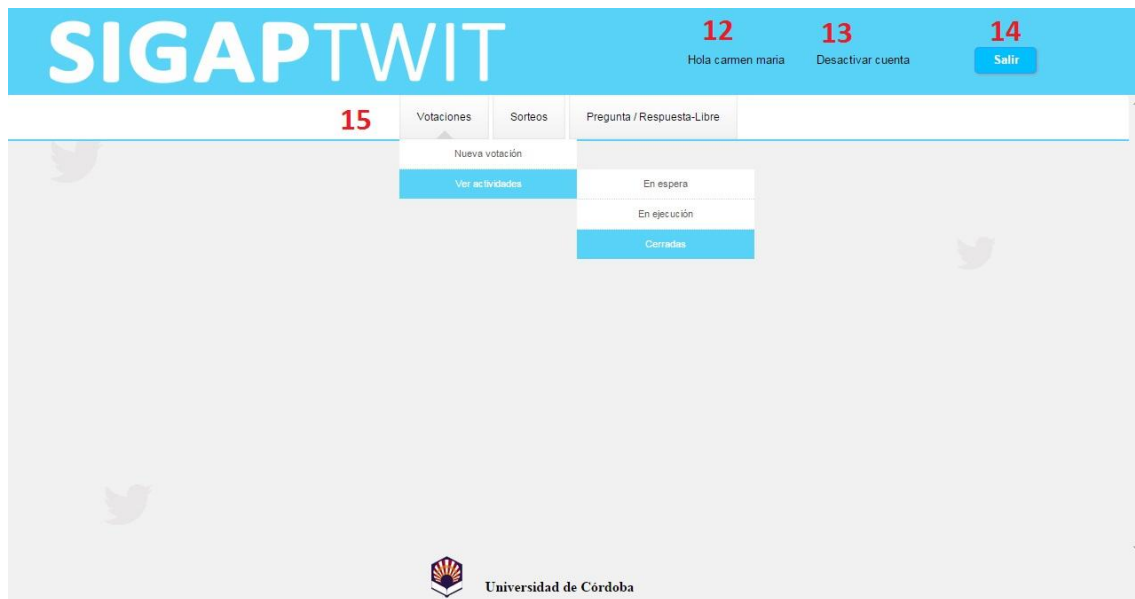 SIGAPTWIT
12 13 14
Hola carmen maria Desactivar cuenta Salir
15 Votaciones Sorteos Pregunta / Respuesta-Libre
Nueva votación
Ver actividades En espera
En ejecución
Cerradas
Universidad de Córdoba